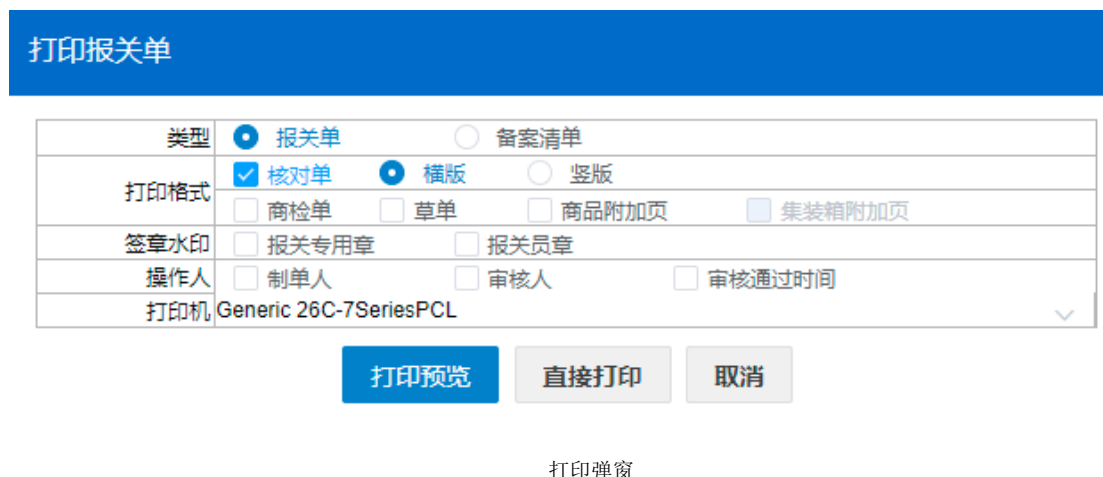 打印报关单
类型 报关单 备案清单
打印格式 核对单 横版 竖版
商检单 草单 商品附加页 集装箱附加页
签章水印 报关专用章 报关员章
操作人 制单人 审核人 审核通过时间
打印机 Generic 26C-7SeriesPCL
打印预览 直接打印 取消
打印弹窗